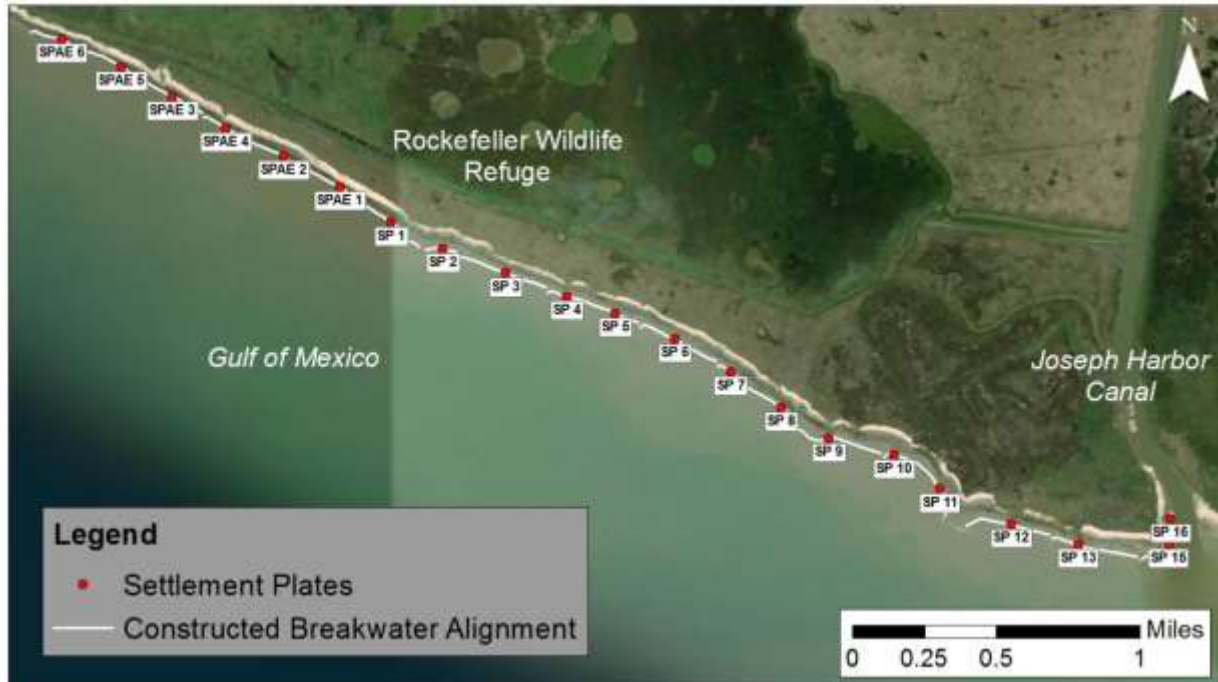 N
SPAE 6
SPAE 5
SPAE 3
SPAE 4
SPAE 2
SPAE 1
Rockefeller Wildlife
Refuge
SP 1
SP 2
SP 3
SP 4
SP 5
SP 6
SP 7
SP 8
SP 9
SP 10
SP 11
SP 12
SP 13
SP 16
SP 15
Gulf of Mexico
Joseph Harbor
Canal
Legend
Settlement Plates
Constructed Breakwater Alignment
Miles
0 0.25 0.5 1